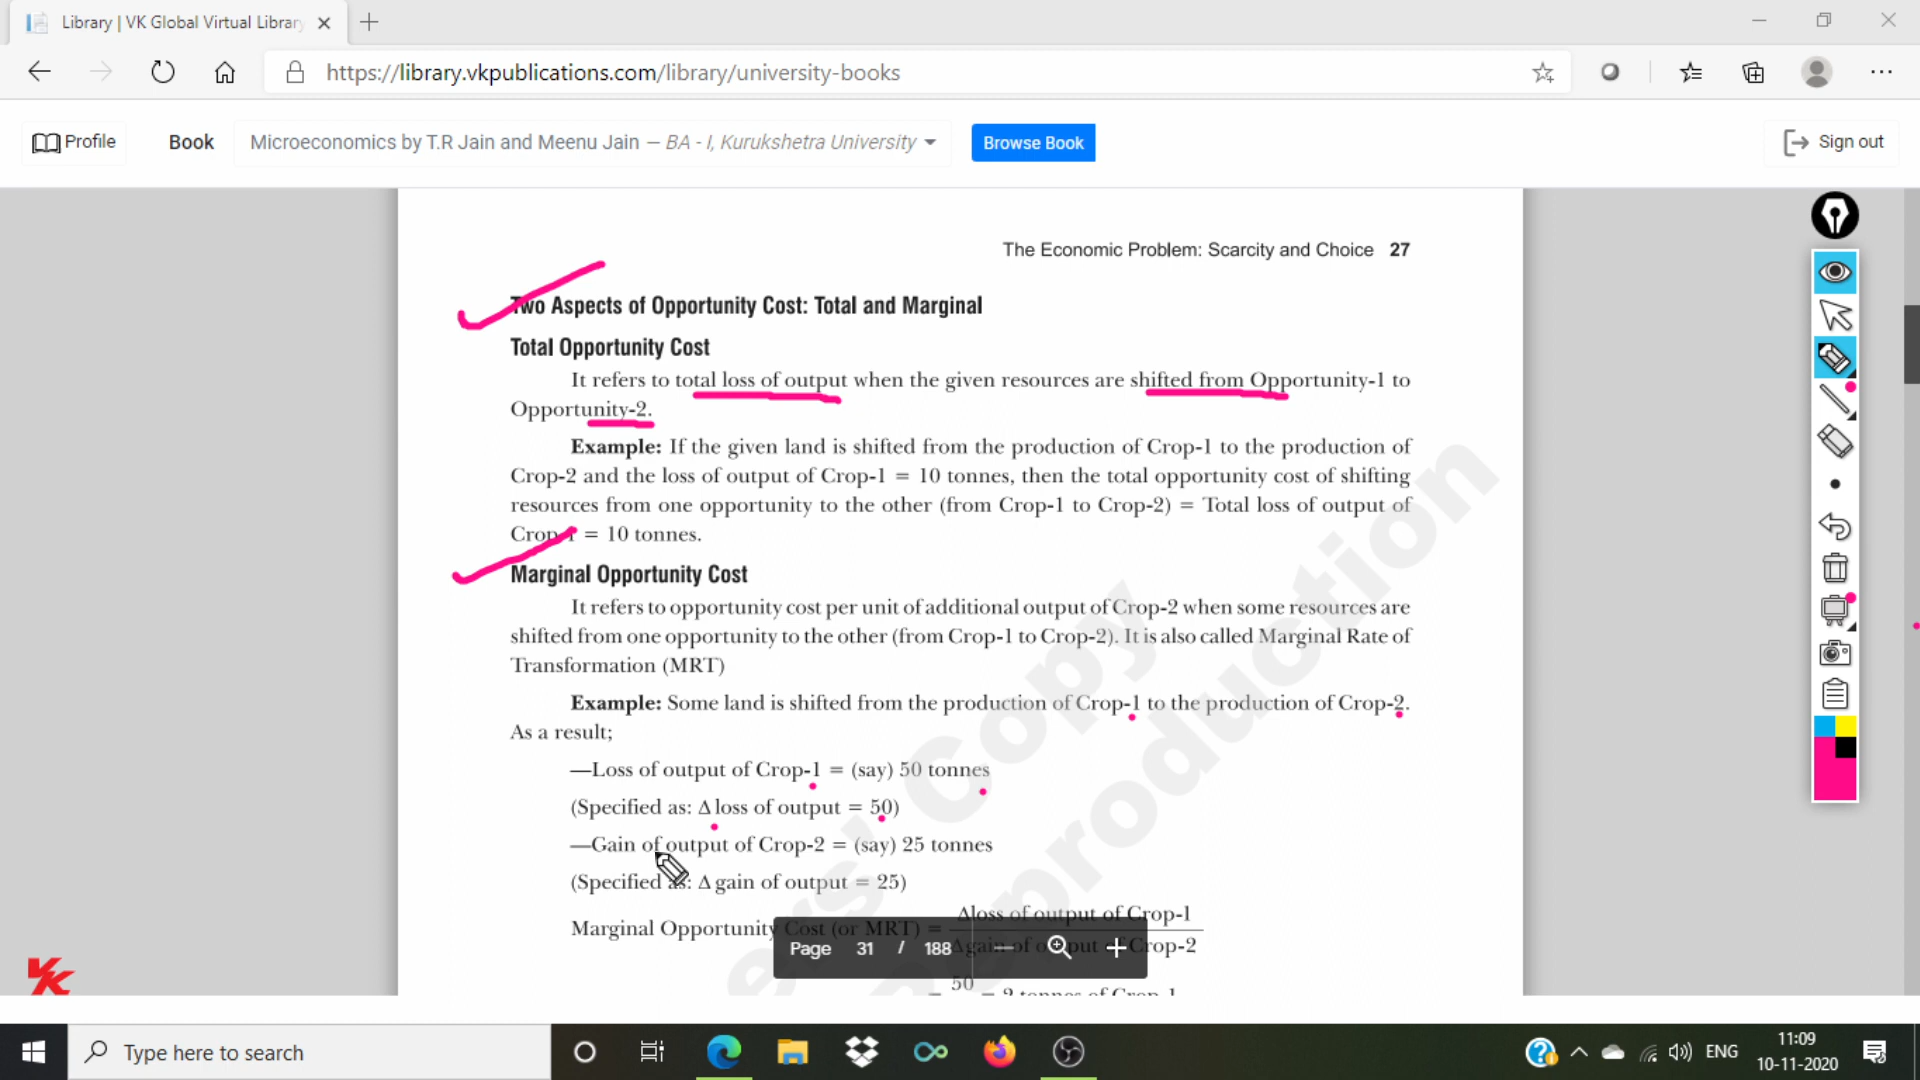 Library | VK Global Virtual Library
https://library.vkpublications.com/library/university-books
Profile Book Microeconomics by T.R Jain and Meenu Jain — BA - I, Kurukshetra University Browse Book Sign out
The Economic Problem: Scarcity and Choice 27
Two Aspects of Opportunity Cost: Total and Marginal
Total Opportunity Cost
It refers to total loss of output when the given resources are shifted from Opportunity-1 to
Opportunity-2.
Example: If the given land is shifted from the production of Crop-1 to the production of
Crop-2 and the loss of output of Crop-1 = 10 tonnes, then the total opportunity cost of shifting
resources from one opportunity to the other (from Crop-1 to Crop-2) = Total loss of output of
Crop-1 = 10 tonnes.
Marginal Opportunity Cost
It refers to opportunity cost per unit of additional output of Crop-2 when some resources are
shifted from one opportunity to the other (from Crop-1 to Crop-2). It is also called Marginal Rate of
Transformation (MRT)
Example: Some land is shifted from the production of Crop-1 to the production of Crop-2.
As a result;
—Loss of output of Crop-1 = (say) 50 tonnes
(Specified as: Δ loss of output = 50)
—Gain of output of Crop-2 = (say) 25 tonnes
(Specified as: Δ gain of output = 25)
Δloss of output of Crop-1
Marginal Opportunity Cost (or MRT) =
Δgain of output of Crop-2
Page 31 / 188
50
= = 2 tonnes of Crop-1
Copy
production
VK
Type here to search
ENG
11:09
10-11-2020